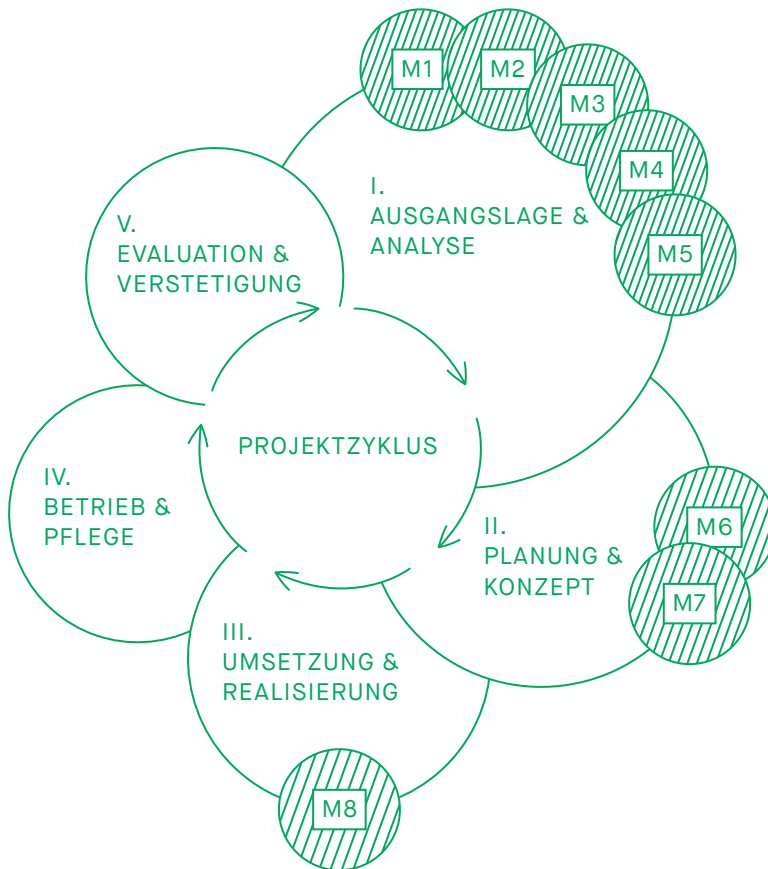 M1
M2
M3
M4
M5
I.
AUSGANGSLAGE &
ANALYSE
V.
EVALUATION &
VERSTETIGUNG
PROJEKTZYKLUS
IV.
BETRIEB &
PFLEGE
II.
PLANUNG &
KONZEPT
M6
M7
III.
UMSETZUNG &
REALISIERUNG
M8